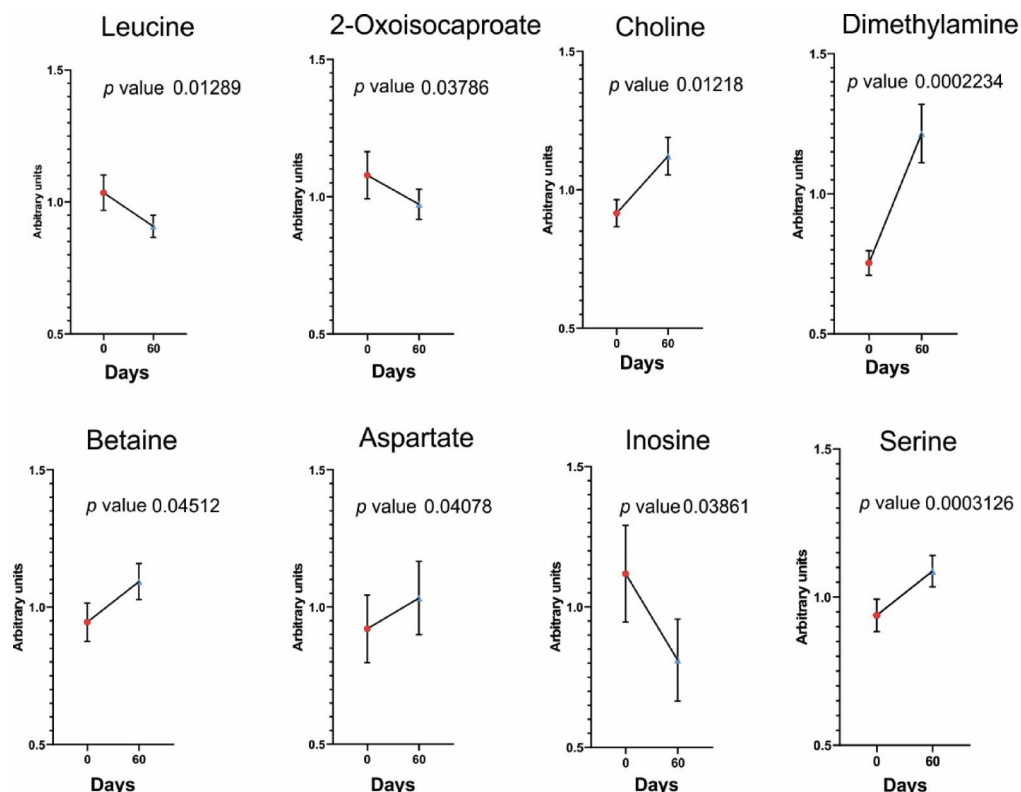 Leucine
p value 0.01289
1.5
1.0
0.5
Arbitrary units
0 60
Days
2-Oxoisocaproate
p value 0.03786
1.5
1.0
0.5
Arbitrary units
0 60
Days
Choline
p value 0.01218
1.5
1.0
0.5
Arbitrary units
0 60
Days
Dimethylamine
p value 0.0002234
1.5
1.0
0.5
Arbitrary units
0 60
Days
Betaine
p value 0.04512
1.5
1.0
0.5
Arbitrary units
0 60
Days
Aspartate
p value 0.04078
1.5
1.0
0.5
Arbitrary units
0 60
Days
Inosine
p value 0.03861
1.5
1.0
0.5
Arbitrary units
0 60
Days
Serine
p value 0.0003126
1.5
1.0
0.5
Arbitrary units
0 60
Days